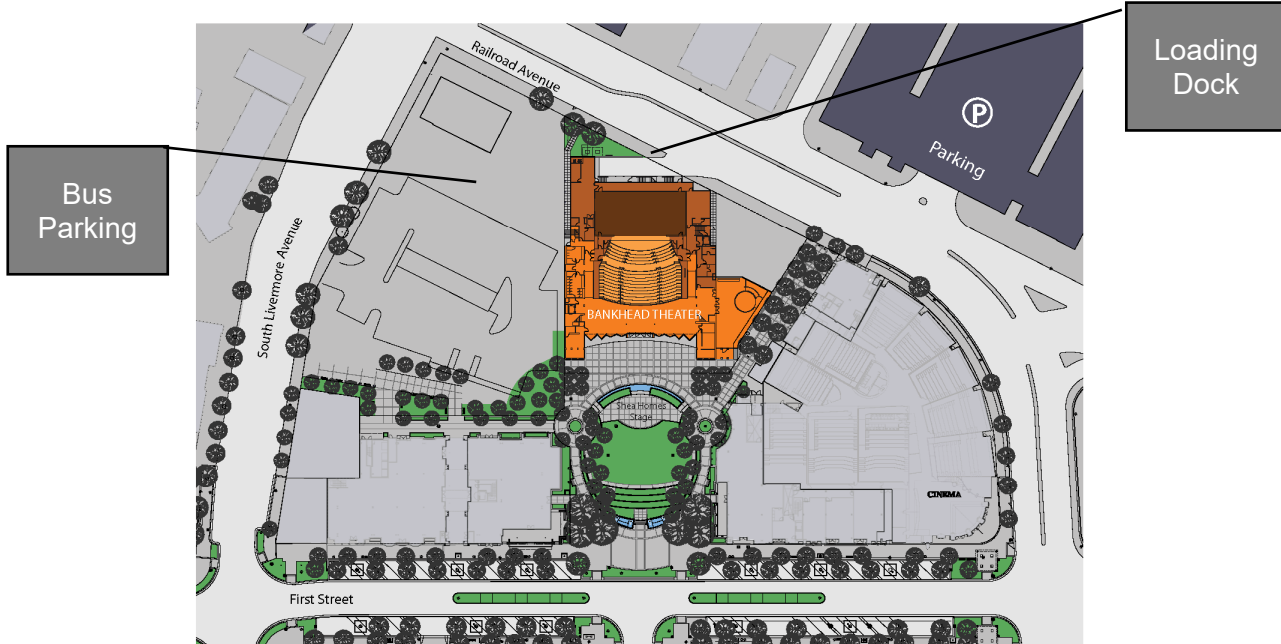 Loading
Dock
Railroad Avenue
P
Parking
Bus
Parking
South Livermore Avenue
BANKHEAD THEATER
Shea Homes
Stage
CINEMA
First Street